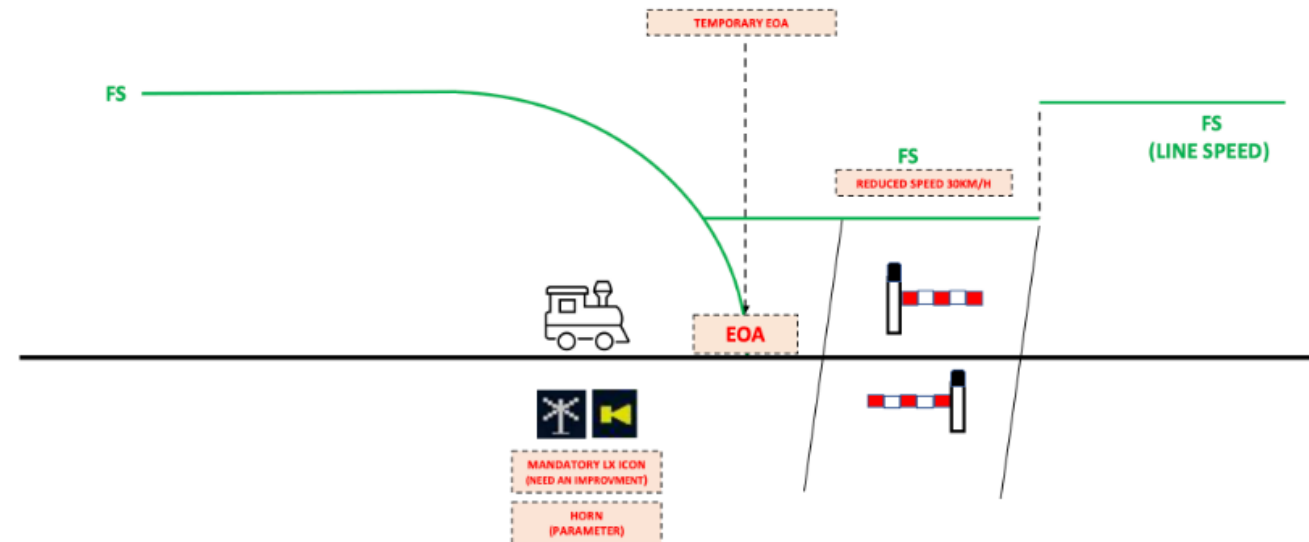 TEMPORARY EOA
FS
FS
(LINE SPEED)
FS
REDUCED SPEED 30KM/H
EOA
MANDATORY LX ICON
(NEED AN IMPROVMENT)
HORN
(PARAMETER)